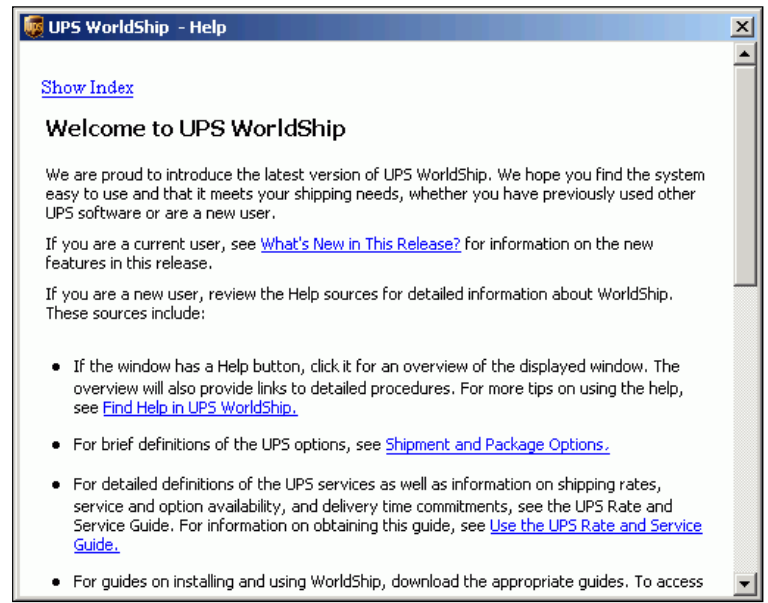 UPS WorldShip - Help
Show Index
Welcome to UPS WorldShip
We are proud to introduce the latest version of UPS WorldShip. We hope you find the system
easy to use and that it meets your shipping needs, whether you have previously used other
UPS software or are a new user.
If you are a current user, see What's New in This Release? for information on the new
features in this release.
If you are a new user, review the Help sources for detailed information about WorldShip.
These sources include:
• If the window has a Help button, click it for an overview of the displayed window. The
overview will also provide links to detailed procedures. For more tips on using the help,
see Find Help in UPS WorldShip.
• For brief definitions of the UPS options, see Shipment and Package Options.
• For detailed definitions of the UPS services as well as information on shipping rates,
service and option availability, and delivery time commitments, see the UPS Rate and
Service Guide. For information on obtaining this guide, see Use the UPS Rate and Service
Guide.
• For guides on installing and using WorldShip, download the appropriate guides. To access